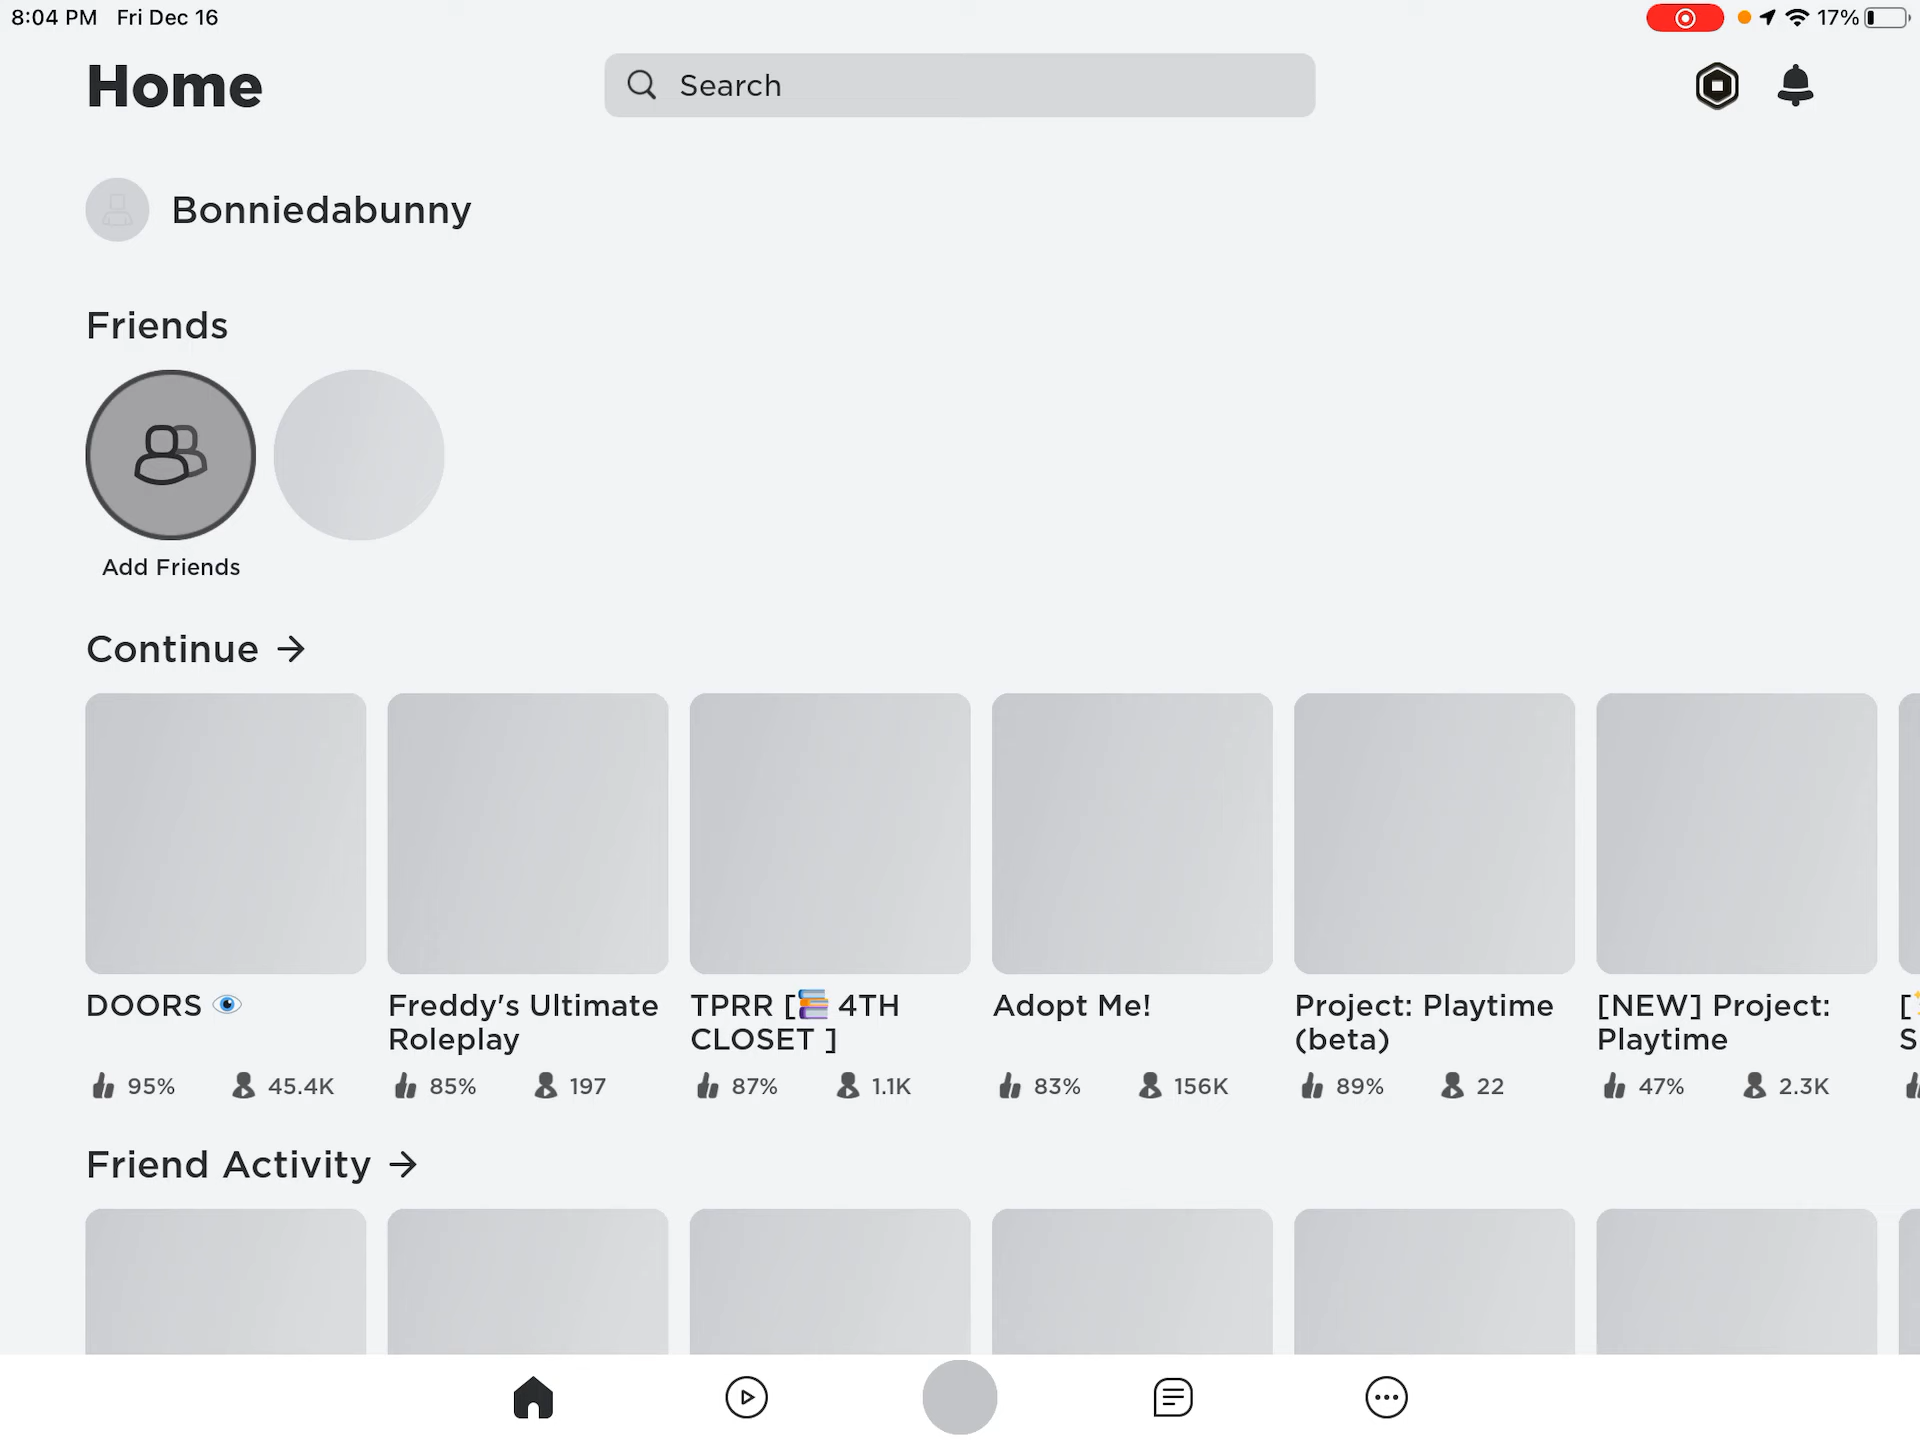 8:04 PM Fri Dec 16 17%
Home
Search
Bonniedabunny
Friends
Add Friends
Continue →
DOORS 👁️
95% 45.4K
Freddy's Ultimate
Roleplay
85% 197
TPRR [📚 4TH
CLOSET ]
87% 1.1K
Adopt Me!
83% 156K
Project: Playtime
(beta)
89% 22
[NEW] Project:
Playtime
47% 2.3K
[✨
S
Friend Activity →